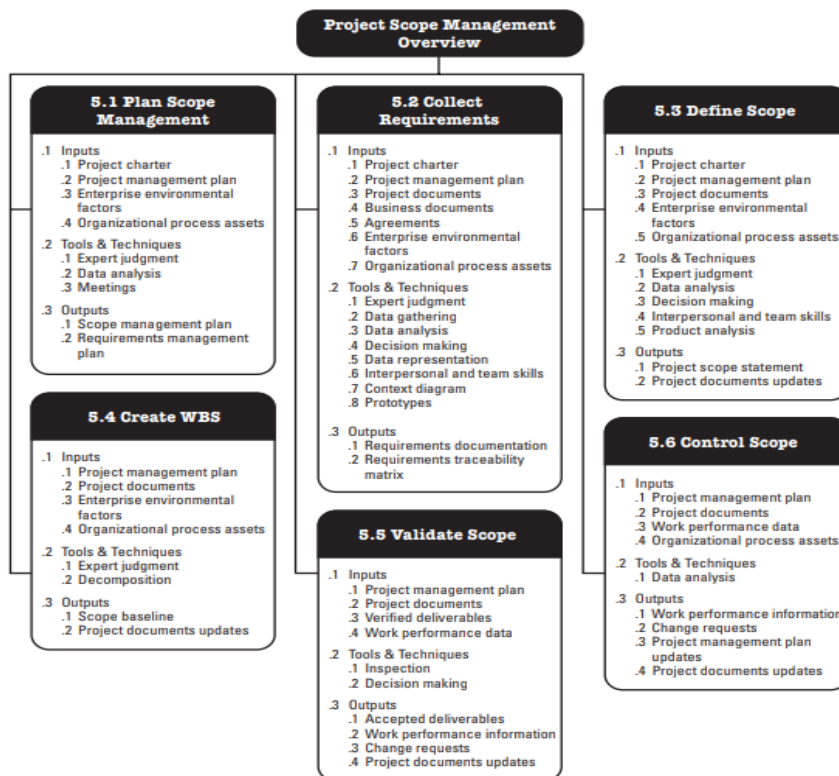 Project Scope Management
Overview
5.1 Plan Scope
Management
.1 Inputs
.1 Project charter
.2 Project management plan
.3 Enterprise environmental
factors
.4 Organizational process assets
.2 Tools & Techniques
.1 Expert judgment
.2 Data analysis
.3 Meetings
.3 Outputs
.1 Scope management plan
.2 Requirements management
plan
5.2 Collect
Requirements
.1 Inputs
.1 Project charter
.2 Project management plan
.3 Project documents
.4 Business documents
.5 Agreements
.6 Enterprise environmental
factors
.7 Organizational process assets
.2 Tools & Techniques
.1 Expert judgment
.2 Data gathering
.3 Data analysis
.4 Decision making
.5 Data representation
.6 Interpersonal and team skills
.7 Context diagram
.8 Prototypes
.3 Outputs
.1 Requirements documentation
.2 Requirements traceability
matrix
5.3 Define Scope
.1 Inputs
.1 Project charter
.2 Project management plan
.3 Project documents
.4 Enterprise environmental
factors
.5 Organizational process assets
.2 Tools & Techniques
.1 Expert judgment
.2 Data analysis
.3 Decision making
.4 Interpersonal and team skills
.5 Product analysis
.3 Outputs
.1 Project scope statement
.2 Project documents updates
5.4 Create WBS
.1 Inputs
.1 Project management plan
.2 Project documents
.3 Enterprise environmental
factors
.4 Organizational process assets
.2 Tools & Techniques
.1 Expert judgment
.2 Decomposition
.3 Outputs
.1 Scope baseline
.2 Project documents updates
5.5 Validate Scope
.1 Inputs
.1 Project management plan
.2 Project documents
.3 Verified deliverables
.4 Work performance data
.2 Tools & Techniques
.1 Inspection
.2 Decision making
.3 Outputs
.1 Accepted deliverables
.2 Work performance information
.3 Change requests
.4 Project documents updates
5.6 Control Scope
.1 Inputs
.1 Project management plan
.2 Project documents
.3 Work performance data
.4 Organizational process assets
.2 Tools & Techniques
.1 Data analysis
.3 Outputs
.1 Work performance information
.2 Change requests
.3 Project management plan
updates
.4 Project documents updates